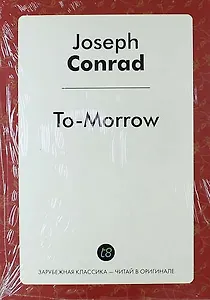 Joseph
Conrad
To-Morrow
t8
ЗАРУБЕЖНАЯ КЛАССИКА — ЧИТАЙ В ОРИГИНАЛЕ